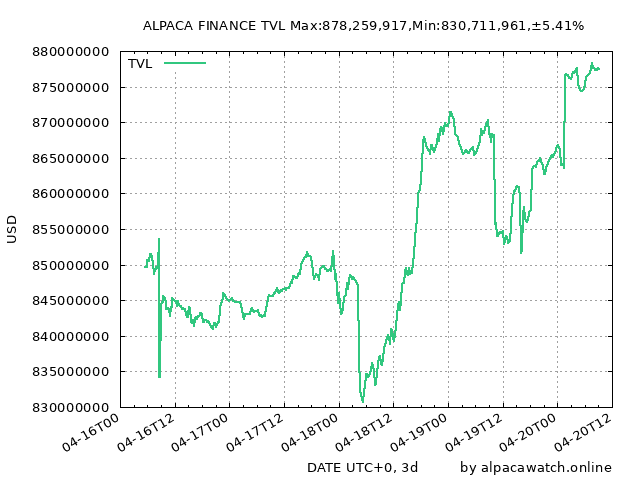 ALPACA FINANCE TVL Max:878,259,917,Min:830,711,961,±5.41%
TVL
880000000
875000000
870000000
865000000
860000000
855000000
850000000
845000000
840000000
835000000
830000000
USD
04-16T00
04-16T12
04-17T00
04-17T12
04-18T00
04-18T12
04-19T00
04-19T12
04-20T00
04-20T12
DATE UTC+0, 3d
by alpacawatch.online